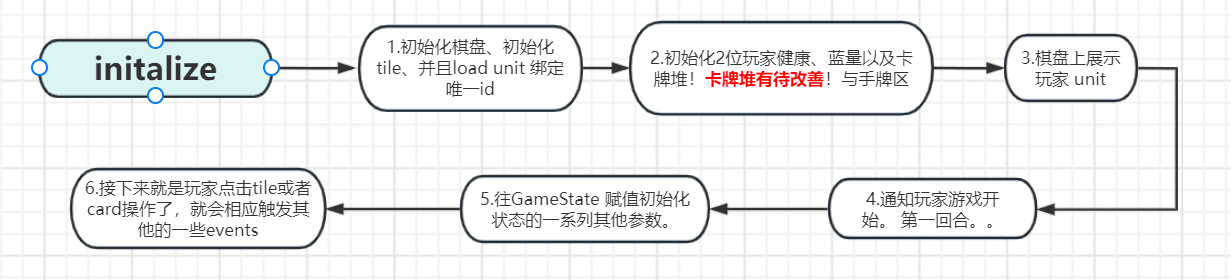 initalize
1.初始化棋盘、初始化
tile、并且load unit 绑定
唯一id
2.初始化2位玩家健康、蓝量以及卡
牌堆！卡牌堆有待改善！与手牌区
3.棋盘上展示
玩家 unit
4.通知玩家游戏开
始。 第一回合。。
5.往GameState 赋值初始化
状态的一系列其他参数。
6.接下来就是玩家点击tile或者
card操作了，就会相应触发其
他的一些events